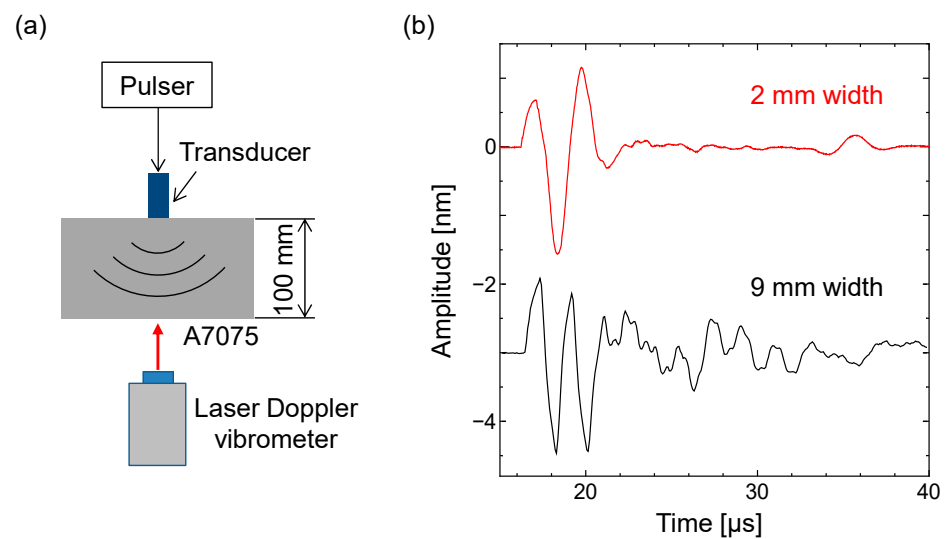 (a)
Pulser
Transducer
100 mm
A7075
Laser Doppler
vibrometer
(b)
2 mm width
9 mm width
0
−2
−4
Amplitude [nm]
20
30
40
Time [µs]